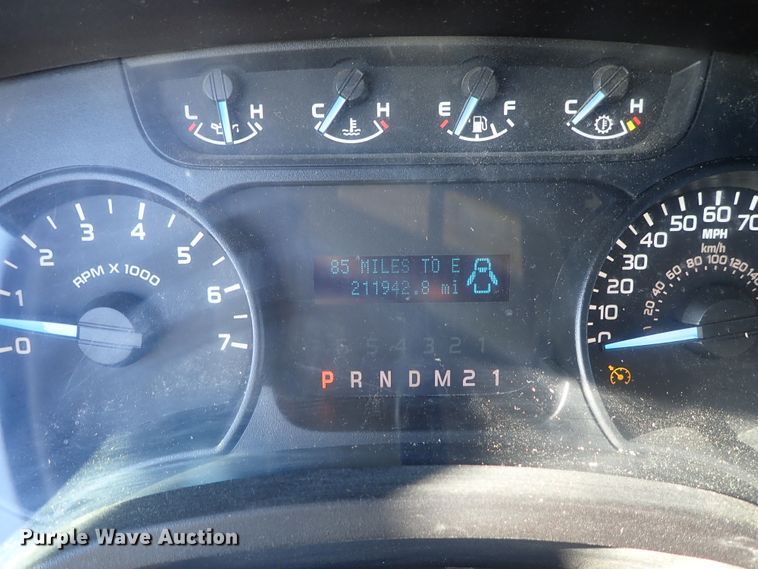 L H C H E F C H
0 1 2 3 4 5 6 7
RPM X 1000
85 MILES TO E
211942.8 mi
5 4 3 2 1
P R N D M 2 1
0 10 20 30 40 50 60 70
MPH
km/h
20 40 60 80 100 120 140
Purple Wave Auction